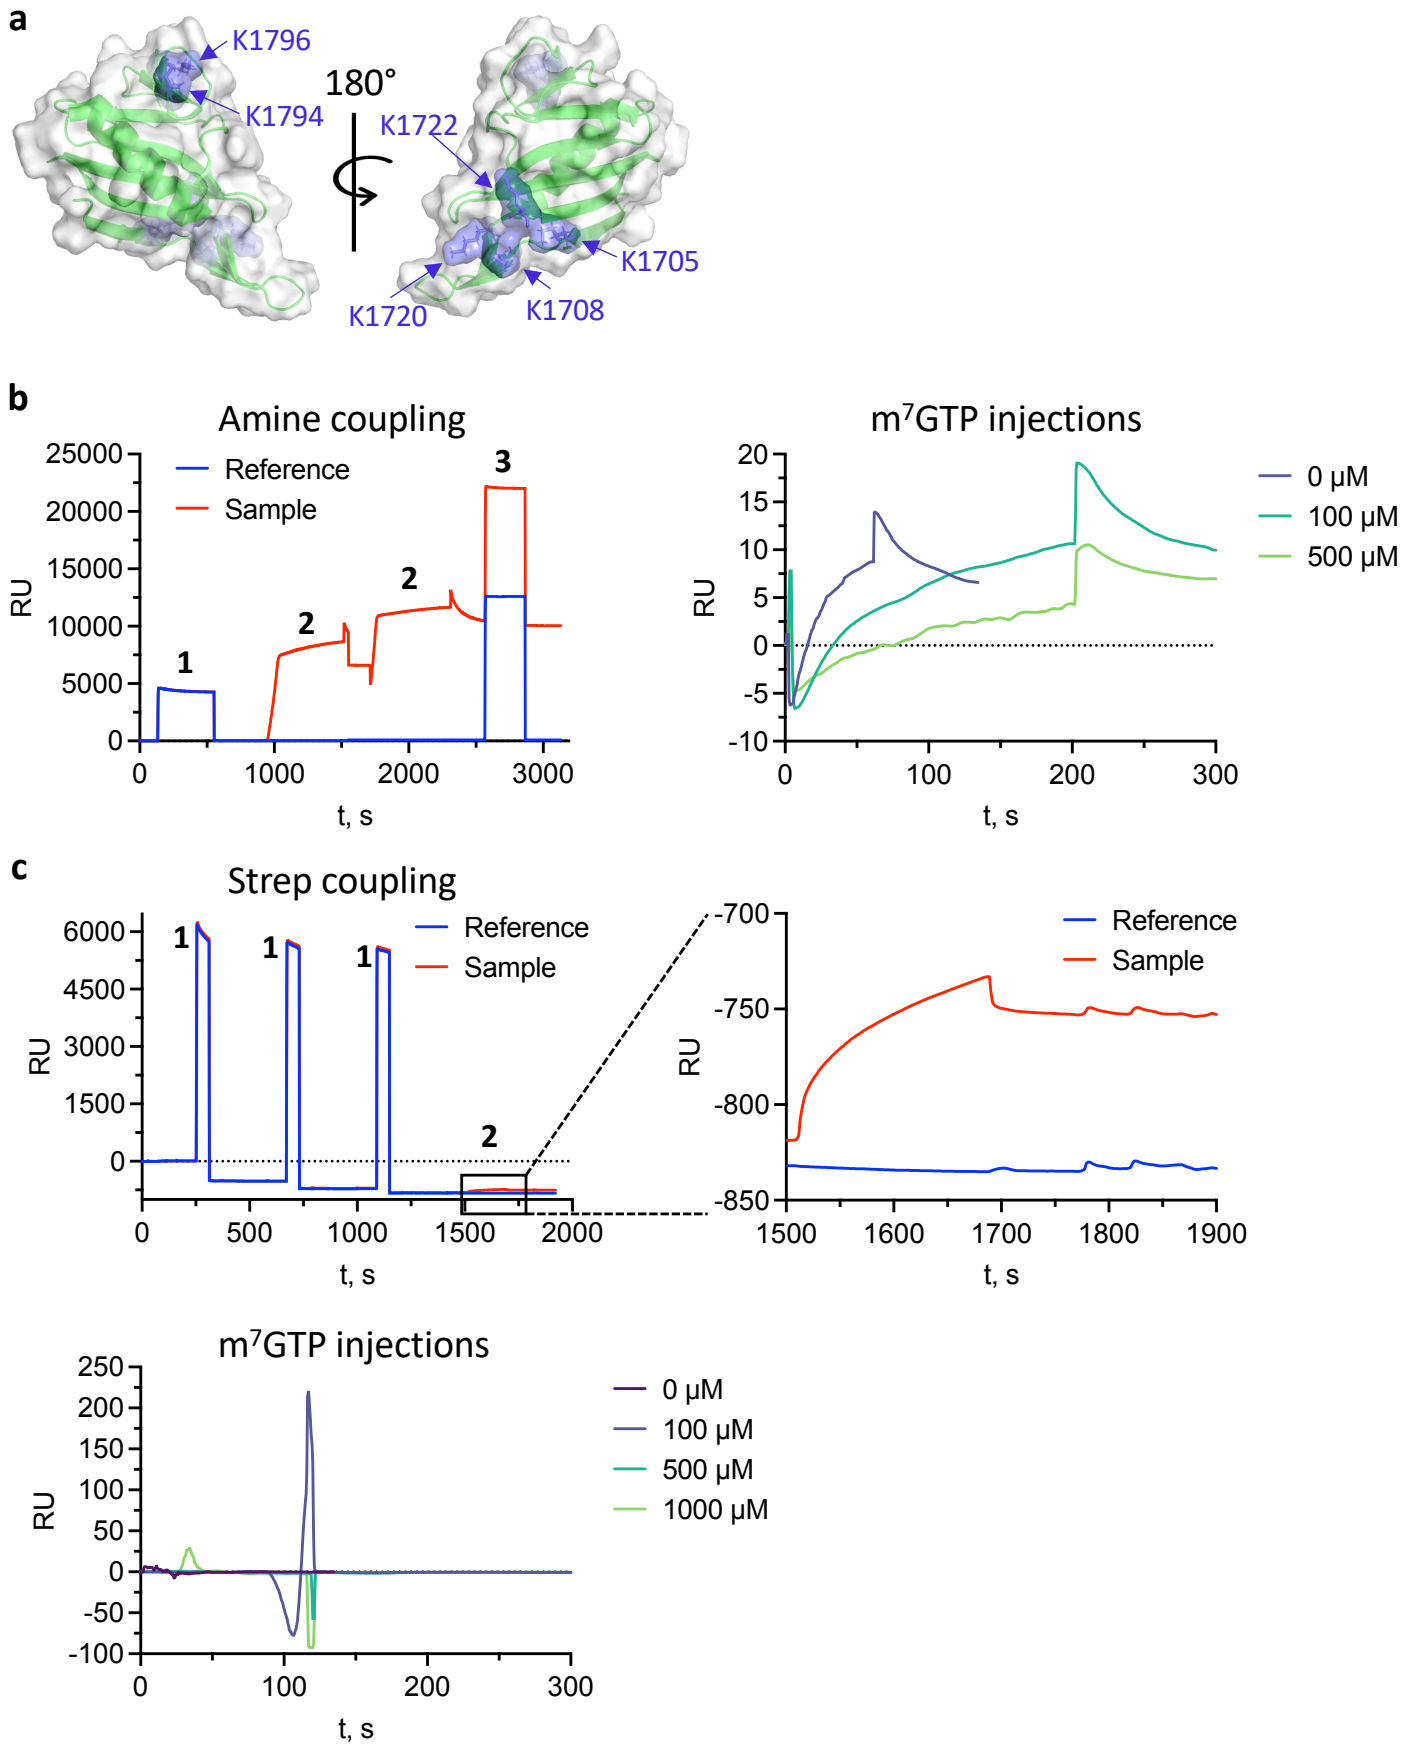 a
K1796
K1794
180°
K1722
K1705
K1720
K1708
b
Amine coupling
Reference
Sample
25000
20000
15000
10000
5000
0
RU
1
2
2
3
0
1000
2000
3000
t, s
m⁷GTP injections
20
15
10
5
0
-5
-10
RU
0
100
200
300
t, s
0 µM
100 µM
500 µM
c
Strep coupling
Reference
Sample
6000
4500
3000
1500
0
RU
1
1
1
2
0
500
1000
1500
2000
t, s
-700
-750
-800
-850
RU
Reference
Sample
1500
1600
1700
1800
1900
t, s
m⁷GTP injections
250
200
150
100
50
0
-50
-100
RU
0
100
200
300
t, s
0 µM
100 µM
500 µM
1000 µM